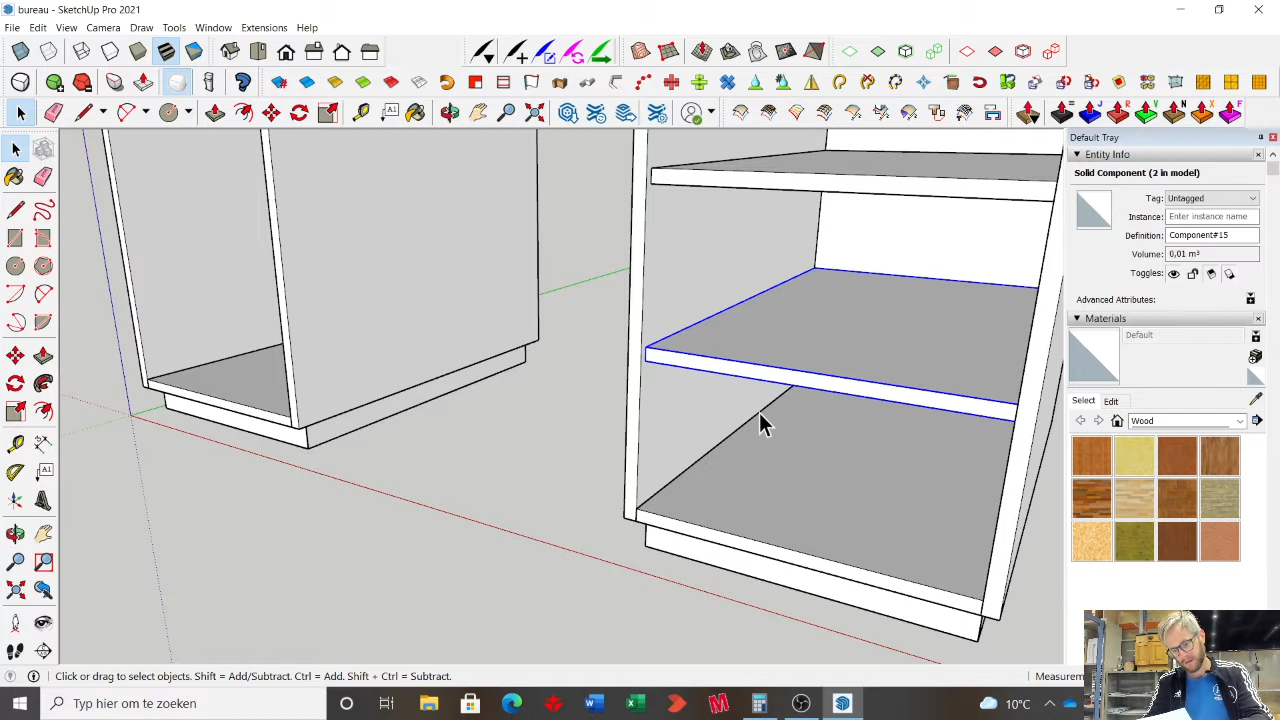 bureau - SketchUp Pro 2021
File Edit View Camera Draw Tools Window Extensions Help
A1
Default Tray
Entity Info
Solid Component (2 in model)
Tag: Untagged
Instance: Enter instance name
Definition: Component#15
Volume: 0,01 m³
Toggles:
Advanced Attributes:
Materials
Default
Select Edit
Wood
= J R V N X F
A1
Click or drag to select objects. Shift = Add/Subtract. Ctrl = Add. Shift + Ctrl = Subtract.
Measurem
Typ hier om te zoeken
10°C